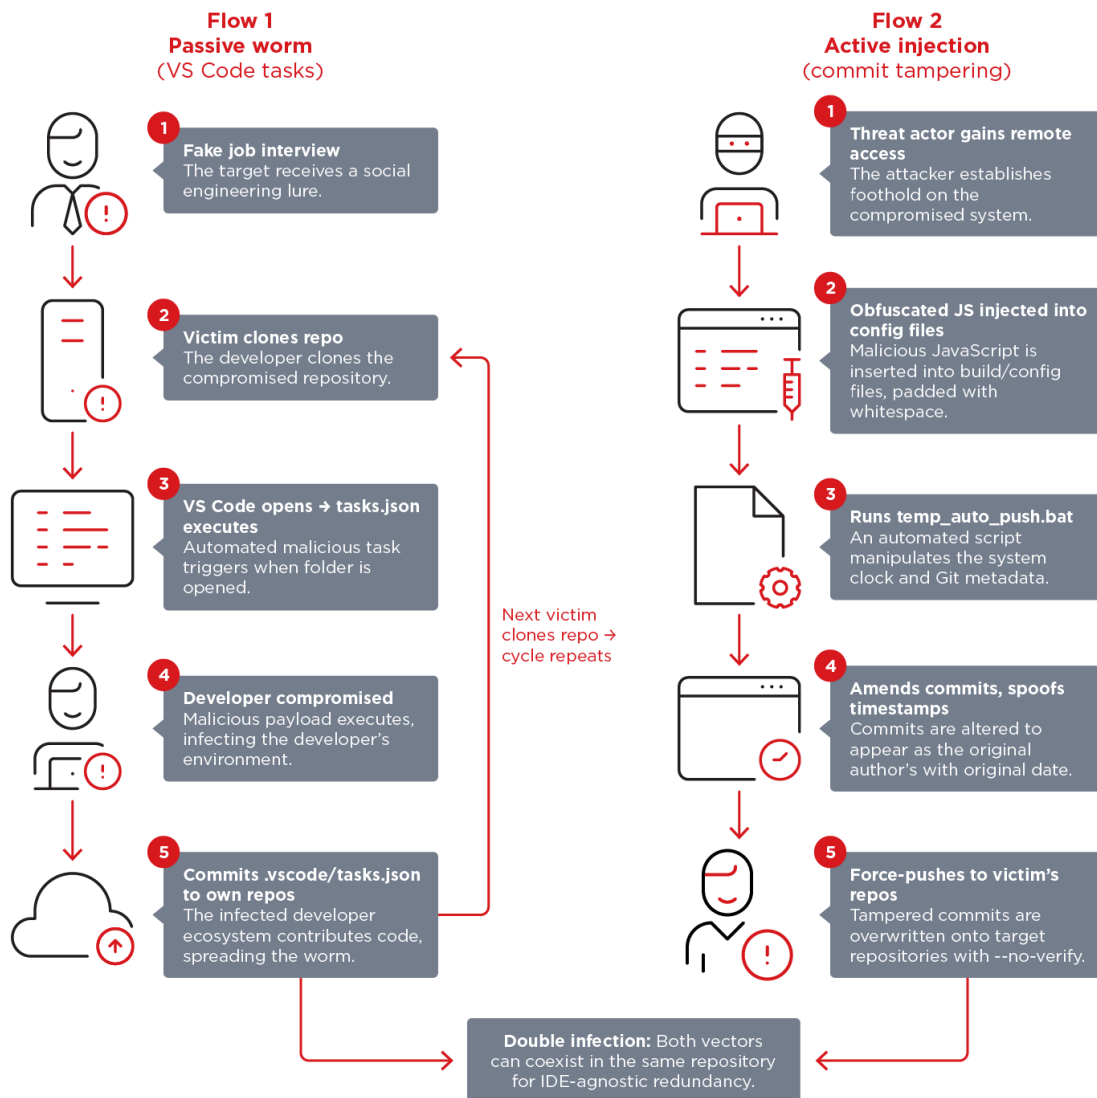 Flow 1
Passive worm
(VS Code tasks)
1
Fake job interview
The target receives a social
engineering lure.
2
Victim clones repo
The developer clones the
compromised repository.
3
VS Code opens → tasks.json
executes
Automated malicious task
triggers when folder is
opened.
4
Developer compromised
Malicious payload executes,
infecting the developer’s
environment.
5
Commits .vscode/tasks.json
to own repos
The infected developer
ecosystem contributes code,
spreading the worm.
Next victim
clones repo →
cycle repeats
Flow 2
Active injection
(commit tampering)
1
Threat actor gains remote
access
The attacker establishes
foothold on the
compromised system.
2
Obfuscated JS injected into
config files
Malicious JavaScript is
inserted into build/config
files, padded with
whitespace.
3
Runs temp_auto_push.bat
An automated script
manipulates the system
clock and Git metadata.
4
Amends commits, spoofs
timestamps
Commits are altered to
appear as the original
author’s with original date.
5
Force-pushes to victim’s
repos
Tampered commits are
overwritten onto target
repositories with --no-verify.
Double infection: Both vectors
can coexist in the same repository
for IDE-agnostic redundancy.